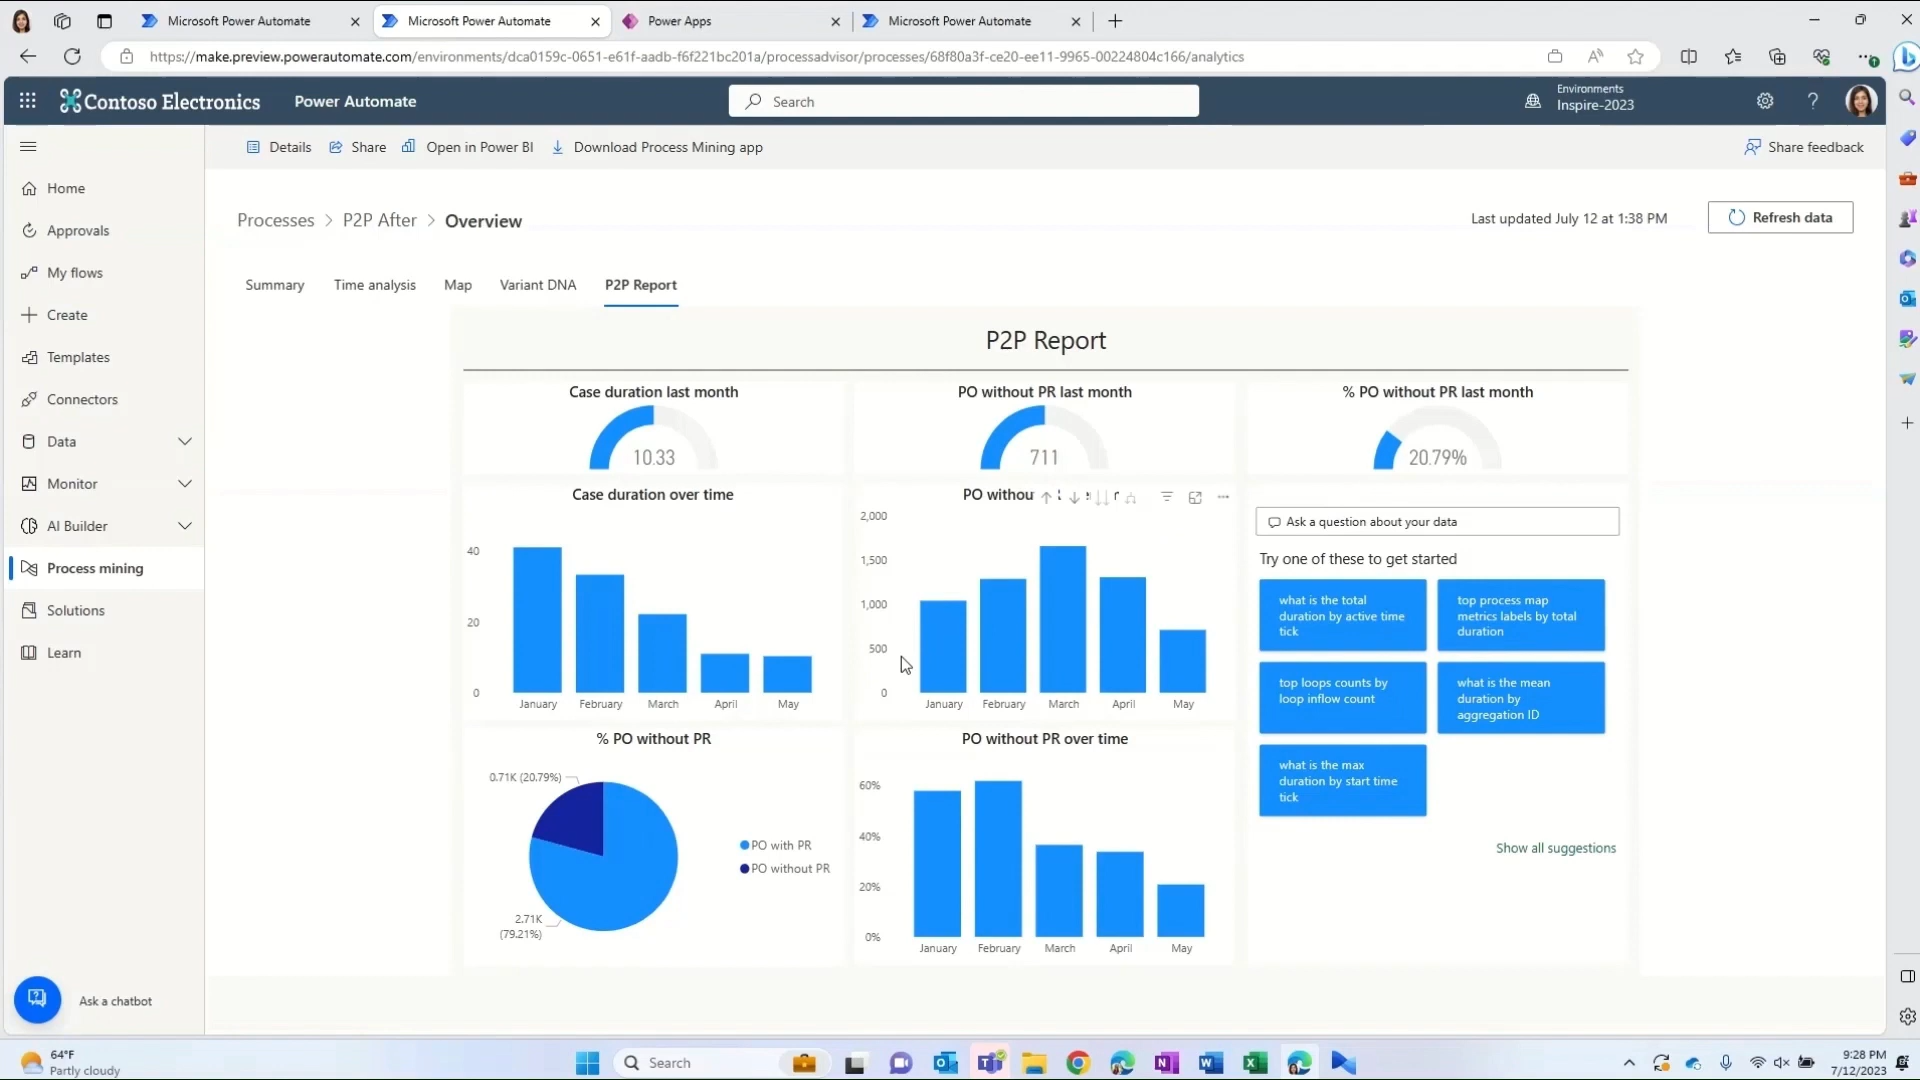 Microsoft Power Automate
Microsoft Power Automate
Power Apps
Microsoft Power Automate
https://make.preview.powerautomate.com/environments/dca0159c-0651-e61f-aadb-f6f221bc201a/processadvisor/processes/68f80a3f-ce20-ee11-9965-00224804c166/analytics
Contoso Electronics
Power Automate
Search
Environments
Inspire-2023
Details
Share
Open in Power BI
Download Process Mining app
Share feedback
Home
Approvals
My flows
Create
Templates
Connectors
Data
Monitor
AI Builder
Process mining
Solutions
Learn
Ask a chatbot
Processes > P2P After > Overview
Last updated July 12 at 1:38 PM
Refresh data
Summary
Time analysis
Map
Variant DNA
P2P Report
P2P Report
Case duration last month
10.33
PO without PR last month
711
% PO without PR last month
20.79%
Case duration over time
40
20
0
January
February
March
April
May
PO withou
2,000
1,500
1,000
500
0
January
February
March
April
May
Ask a question about your data
Try one of these to get started
what is the total
duration by active time
tick
top process map
metrics labels by total
duration
top loops counts by
loop inflow count
what is the mean
duration by
aggregation ID
what is the max
duration by start time
tick
Show all suggestions
% PO without PR
0.71K (20.79%)
2.71K
(79.21%)
PO with PR
PO without PR
PO without PR over time
60%
40%
20%
0%
January
February
March
April
May
64°F
Partly cloudy
Search
9:28 PM
7/12/2023